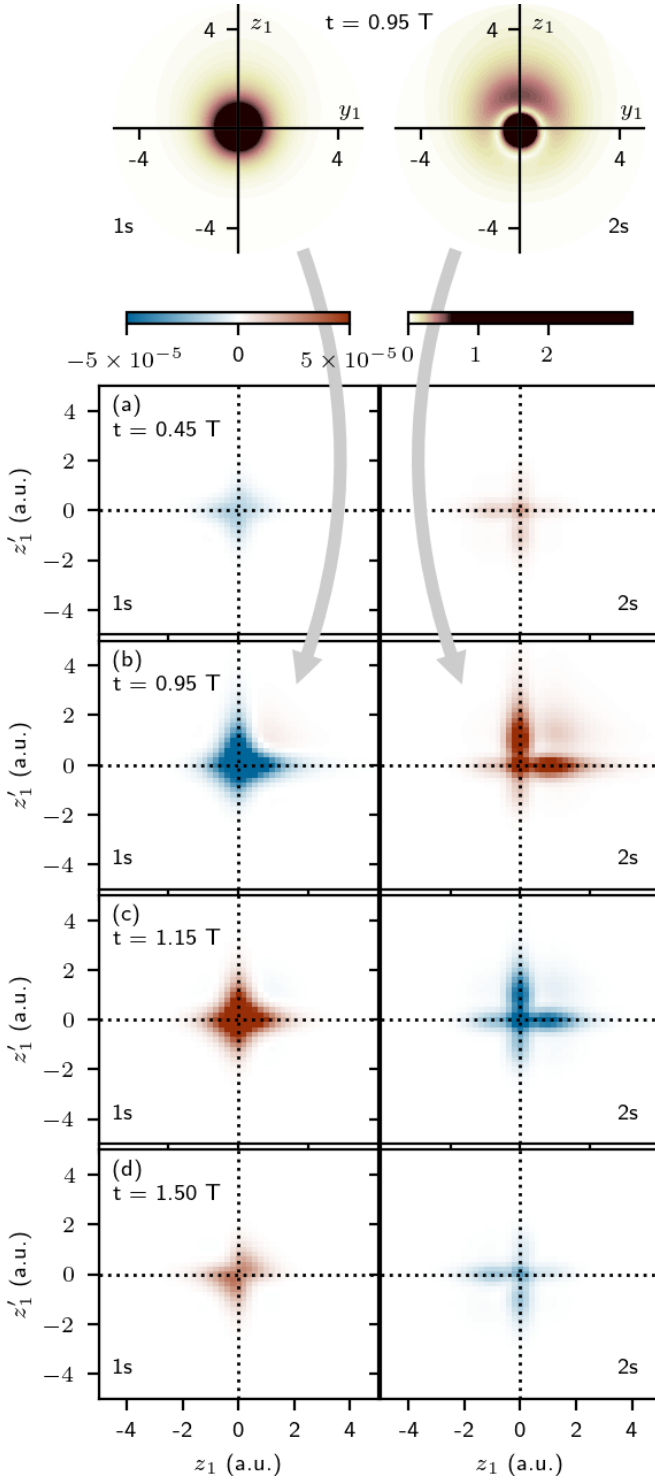 t = 0.95 T
4 z₁ 4 z₁
y₁ y₁
-4 4 -4 4
1s -4 -4 2s
−5 × 10⁻⁵ 0 5 × 10⁻⁵ 0 1 2
(a)
t = 0.45 T
4
2
0
−2
−4
z′₁ (a.u.)
1s 2s
(b)
t = 0.95 T
4
2
0
−2
−4
z′₁ (a.u.)
1s 2s
(c)
t = 1.15 T
4
2
0
−2
−4
z′₁ (a.u.)
1s 2s
(d)
t = 1.50 T
4
2
0
−2
−4
z′₁ (a.u.)
1s 2s
-4 -2 0 2 4 -4 -2 0 2 4
z₁ (a.u.) z₁ (a.u.)